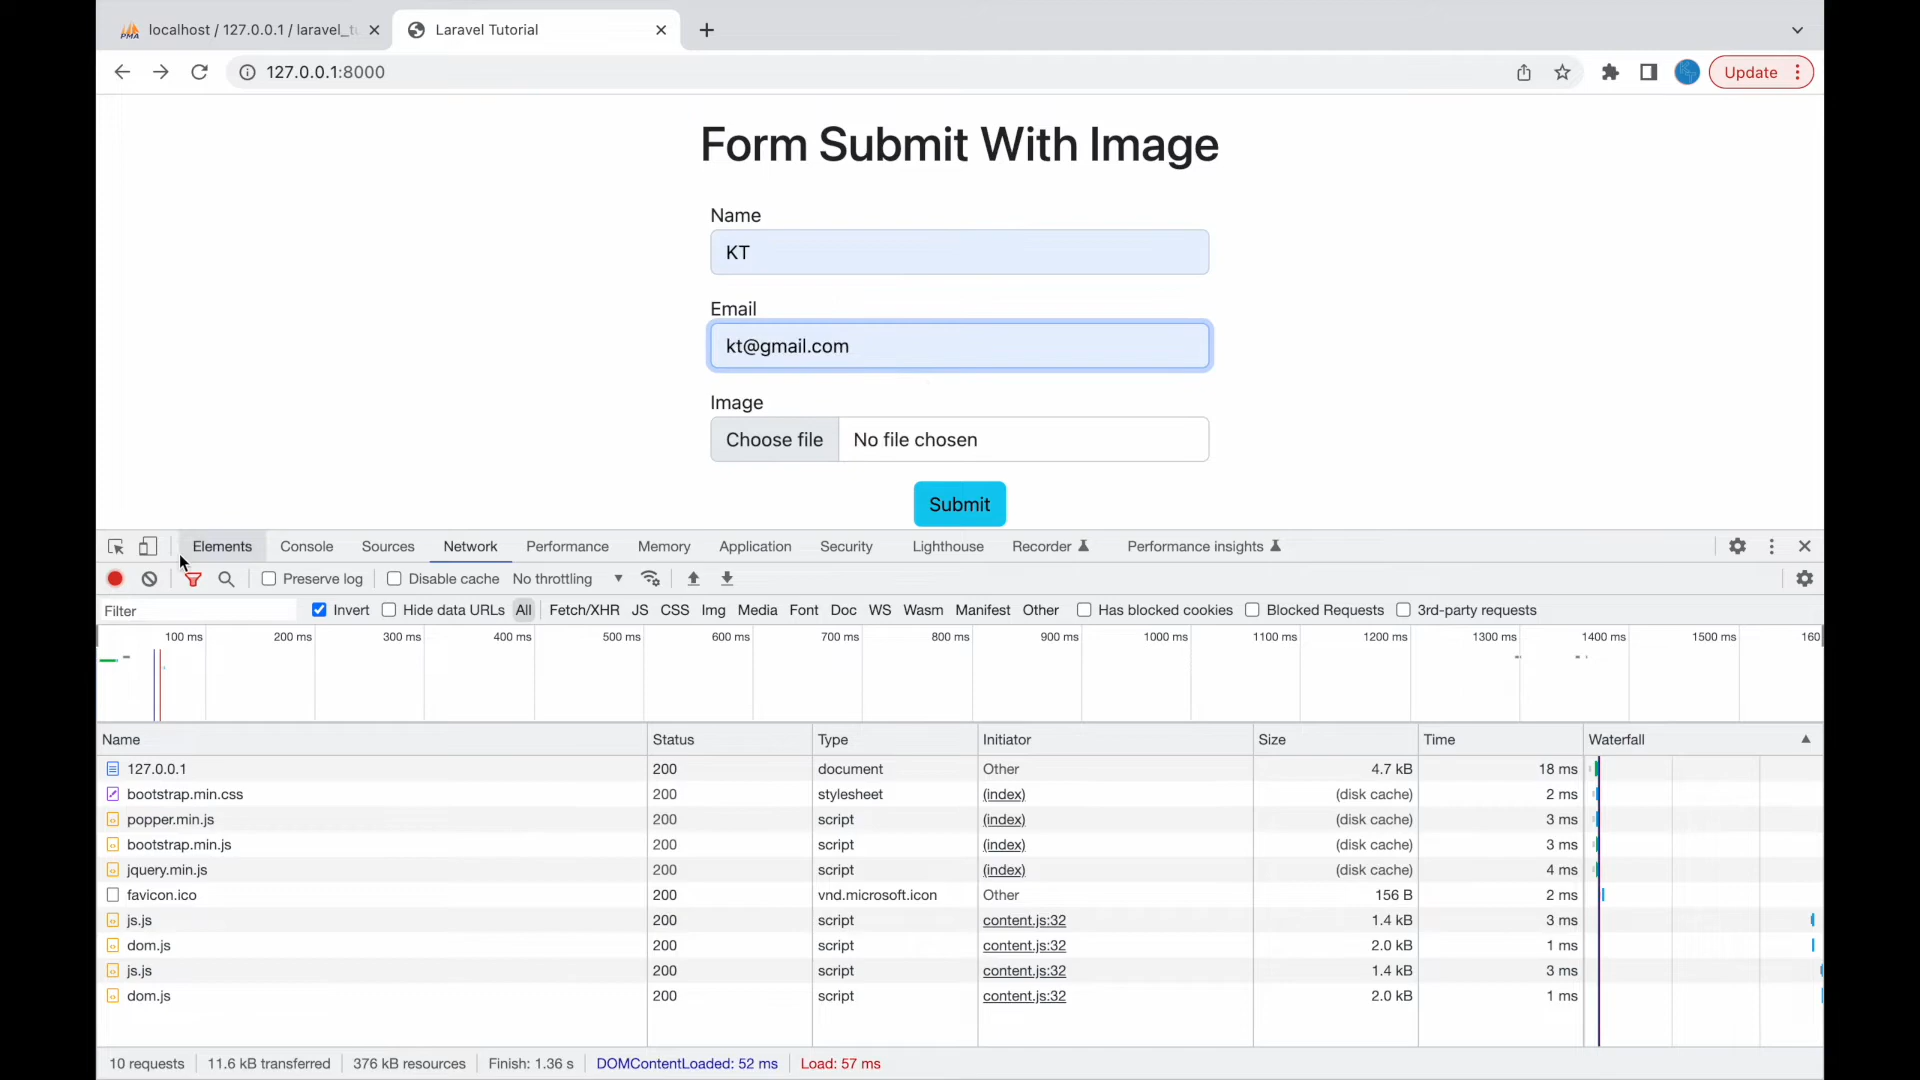 localhost / 127.0.0.1 / laravel_tu
Laravel Tutorial
127.0.0.1:8000
Update
Form Submit With Image
Name
KT
Email
kt@gmail.com
Image
Choose file No file chosen
Submit
Elements Console Sources Network Performance Memory Application Security Lighthouse Recorder Performance insights
Preserve log Disable cache No throttling
Filter Invert Hide data URLs All Fetch/XHR JS CSS Img Media Font Doc WS Wasm Manifest Other Has blocked cookies Blocked Requests 3rd-party requests
100 ms 200 ms 300 ms 400 ms 500 ms 600 ms 700 ms 800 ms 900 ms 1000 ms 1100 ms 1200 ms 1300 ms 1400 ms 1500 ms 160
Name Status Type Initiator Size Time Waterfall
127.0.0.1 200 document Other 4.7 kB 18 ms
bootstrap.min.css 200 stylesheet (index) (disk cache) 2 ms
popper.min.js 200 script (index) (disk cache) 3 ms
bootstrap.min.js 200 script (index) (disk cache) 3 ms
jquery.min.js 200 script (index) (disk cache) 4 ms
favicon.ico 200 vnd.microsoft.icon Other 156 B 2 ms
js.js 200 script content.js:32 1.4 kB 3 ms
dom.js 200 script content.js:32 2.0 kB 1 ms
js.js 200 script content.js:32 1.4 kB 3 ms
dom.js 200 script content.js:32 2.0 kB 1 ms
10 requests 11.6 kB transferred 376 kB resources Finish: 1.36 s DOMContentLoaded: 52 ms Load: 57 ms